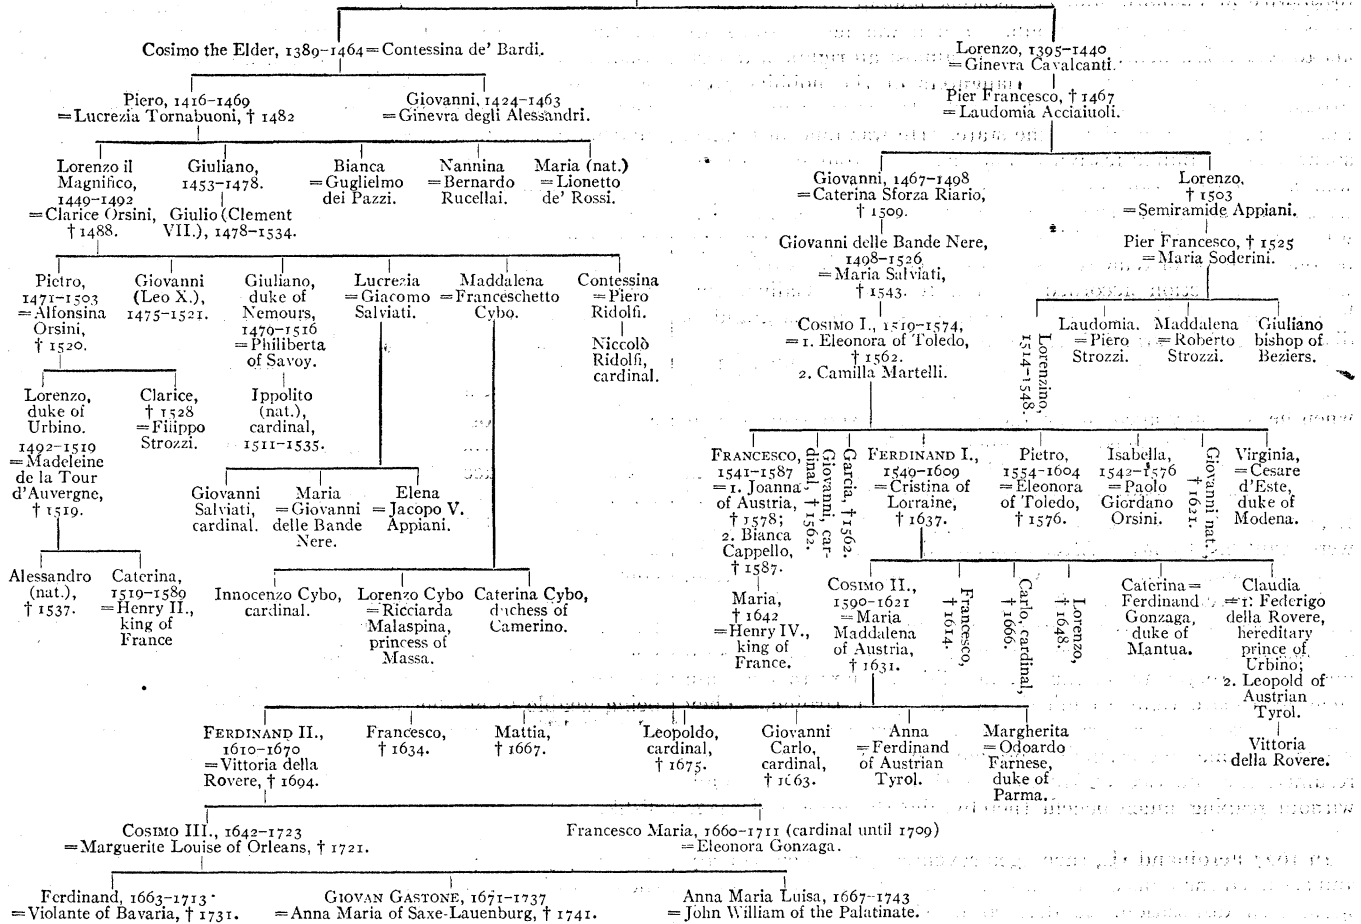 Cosimo the Elder, 1389-1464=Contessina de' Bardi.
Lorenzo, 1395-1440
=Ginevra Cavalcanti.
Piero, 1416-1469
=Lucrezia Tornabuoni, † 1482
Giovanni, 1424-1463
=Ginevra degli Alessandri.
Pier Francesco, † 1467
=Laudomia Acciaiuoli.
Lorenzo il
Magnifico,
1449-1492
=Clarice Orsini,
† 1488.
Giuliano,
1453-1478.
Giulio (Clement
VII.), 1478-1534.
Bianca
=Guglielmo
dei Pazzi.
Nannina
=Bernardo
Rucellai.
Maria (nat.)
=Lionetto
de' Rossi.
Giovanni, 1467-1498
=Caterina Sforza Riario,
† 1509.
Lorenzo,
† 1503
=Semiramide Appiani.
Giovanni delle Bande Nere,
1498-1526
=Maria Salviati,
† 1543.
Pier Francesco, † 1525
=Maria Soderini.
Pietro,
1471-1503
=Alfonsina
Orsini,
† 1520.
Giovanni
(Leo X.),
1475-1521.
Giuliano,
duke of
Nemours,
1479-1516
=Philiberta
of Savoy.
Lucrezia
=Giacomo
Salviati.
Maddalena
=Franceschetto
Cybo.
Contessina
=Piero
Ridolfi.
Niccolò
Ridolfi,
cardinal.
Cosimo I., 1519-1574,
=1. Eleonora of Toledo,
† 1562.
2. Camilla Martelli.
Lorenzino,
1514-1548.
Laudomia.
=Piero
Strozzi.
Maddalena
=Roberto
Strozzi.
Giuliano
bishop of
Beziers.
Lorenzo,
duke of
Urbino.
1492-1519
=Madeleine
de la Tour
d'Auvergne,
† 1519.
Clarice,
† 1528
=Filippo
Strozzi.
Ippolito
(nat.),
cardinal,
1511-1535.
Giovanni
Salviati,
cardinal.
Maria
=Giovanni
delle Bande
Nere.
Elena
=Jacopo V.
Appiani.
Francesco,
1541-1587
=1. Joanna
of Austria,
† 1578;
2. Bianca
Cappello,
† 1587.
Giovanni, car-
dinal, † 1562.
Garcia, † 1562.
Ferdinand I.,
1549-1609
=Cristina of
Lorraine,
† 1637.
Pietro,
1554-1604
=Eleonora
of Toledo,
† 1576.
Isabella,
1542-1576
=Paolo
Giordano
Orsini.
Giovanni nat.,
† 1621.
Virginia,
=Cesare
d'Este,
duke of
Modena.
Alessandro
(nat.),
† 1537.
Caterina,
1519-1589
=Henry II.,
king of
France
Innocenzo Cybo,
cardinal.
Lorenzo Cybo
=Ricciarda
Malaspina,
princess of
Massa.
Caterina Cybo,
duchess of
Camerino.
Maria,
† 1642
=Henry IV.,
king of
France.
Cosimo II.,
1590-1621
=Maria
Maddalena
of Austria,
† 1631.
Francesco,
† 1614.
Carlo, cardinal,
† 1666.
Lorenzo,
† 1648.
Caterina=
Ferdinand
Gonzaga,
duke of
Mantua.
Claudia
=1. Federigo
della Rovere,
hereditary
prince of
Urbino;
2. Leopold of
Austrian
Tyrol.
Vittoria
della Rovere.
Ferdinand II.,
1610-1670
=Vittoria della
Rovere, † 1694.
Francesco,
† 1634.
Mattia,
† 1667.
Leopoldo,
cardinal,
† 1675.
Giovanni
Carlo,
cardinal,
† 1663.
Anna
=Ferdinand
of Austrian
Tyrol.
Margherita
=Odoardo
Farnese,
duke of
Parma.
Cosimo III., 1642-1723
=Marguerite Louise of Orleans, † 1721.
Francesco Maria, 1660-1711 (cardinal until 1709)
=Eleonora Gonzaga.
Ferdinand, 1663-1713
=Violante of Bavaria, † 1731.
Giovan Gastone, 1671-1737
=Anna Maria of Saxe-Lauenburg, † 1741.
Anna Maria Luisa, 1667-1743
=John William of the Palatinate.